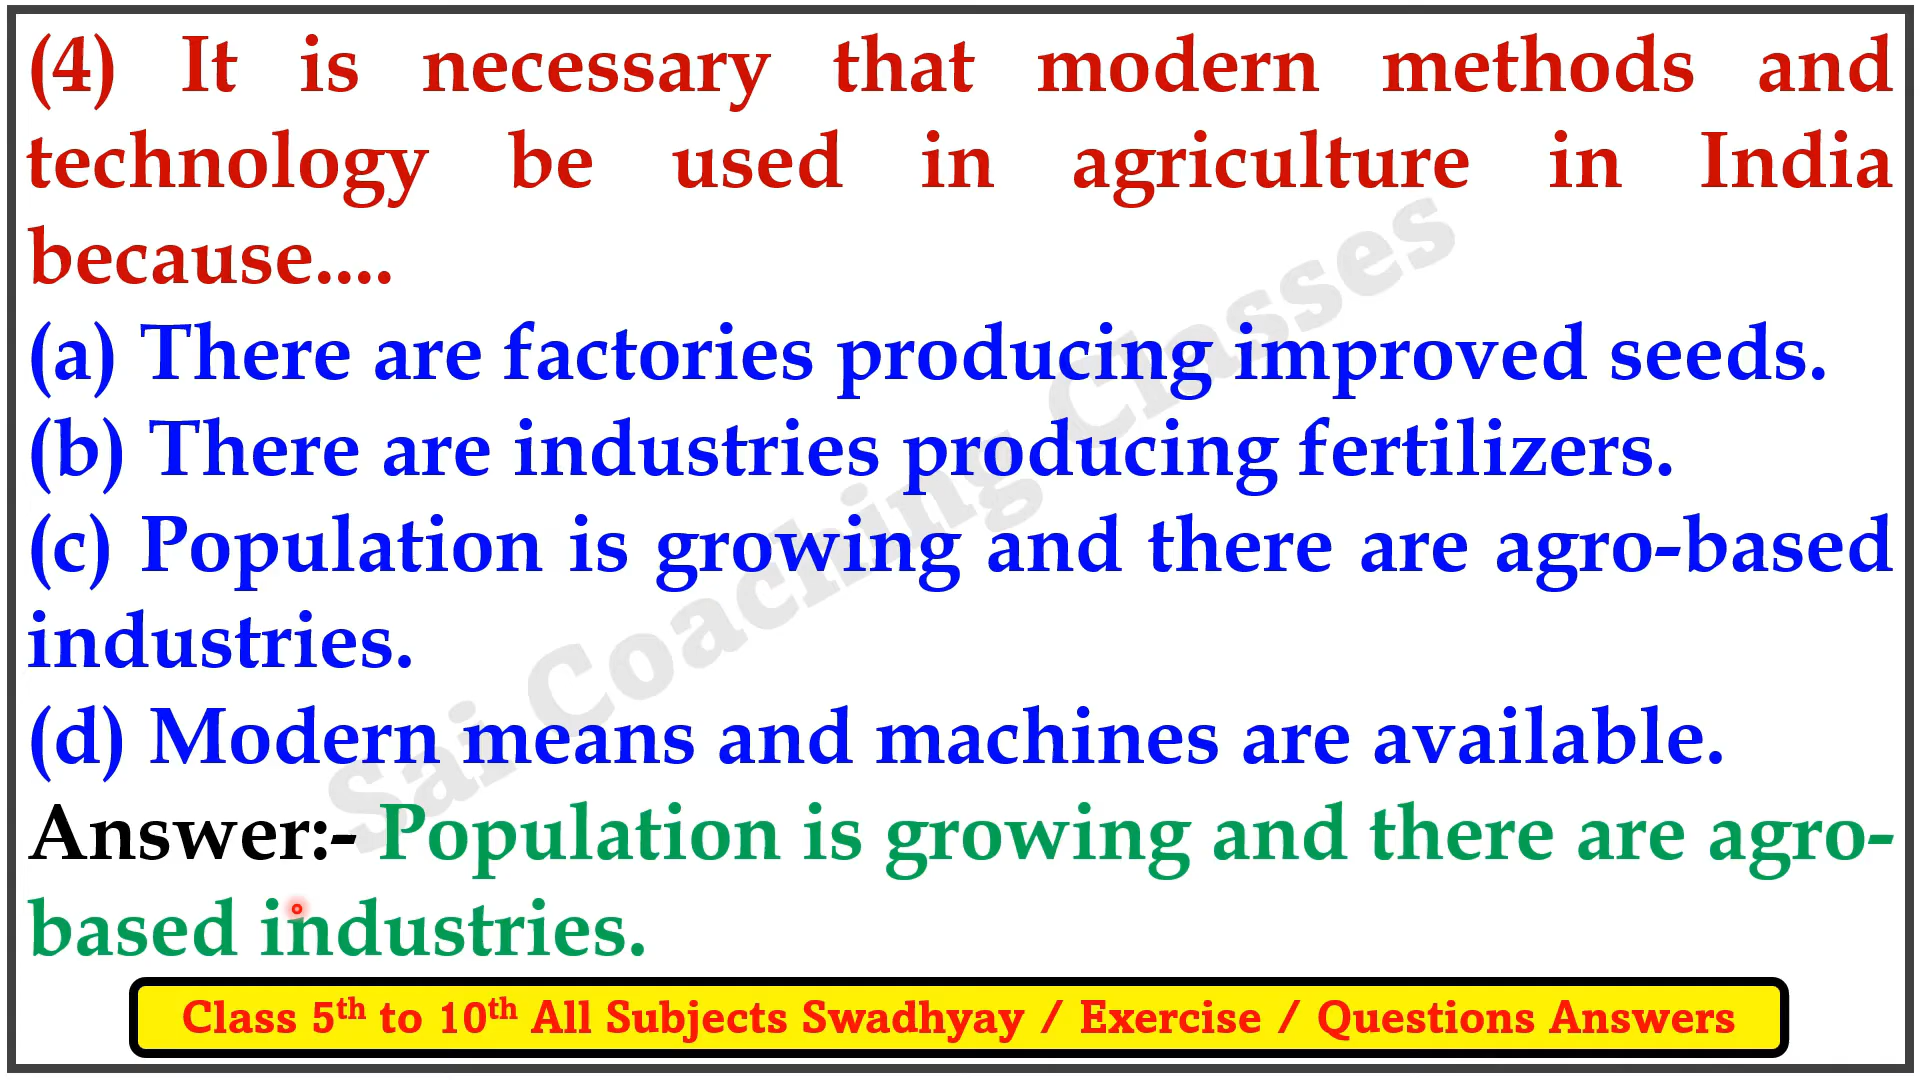 (4) It is necessary that modern methods and
technology be used in agriculture in India
because....
(a) There are factories producing improved seeds.
(b) There are industries producing fertilizers.
(c) Population is growing and there are agro-based
industries.
(d) Modern means and machines are available.
Answer:- Population is growing and there are agro-
based industries.
Sai Coaching Classes
Class 5th to 10th All Subjects Swadhyay / Exercise / Questions Answers